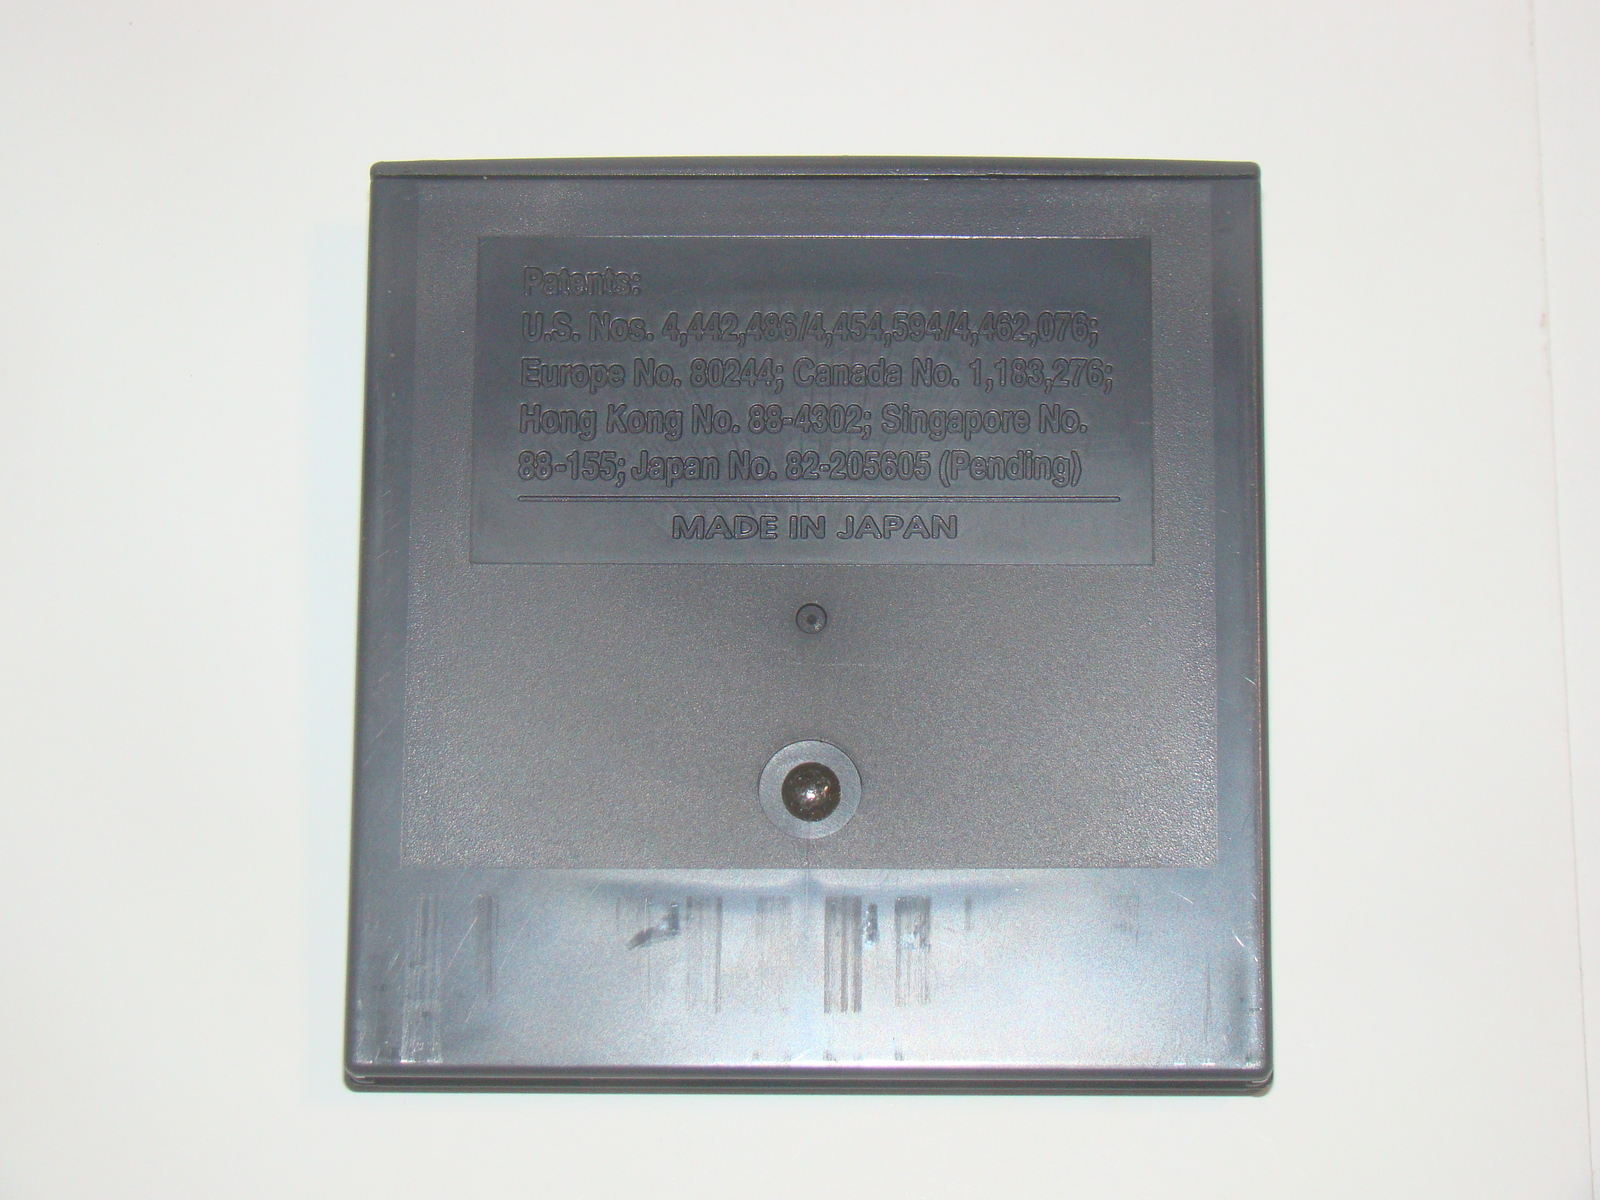 Patents:
U.S. Nos. 4,442,486/4,454,594/4,462,076;
Europe No. 80244; Canada No. 1,183,276;
Hong Kong No. 88-4302; Singapore No.
88-155; Japan No. 82-205605 (Pending)
MADE IN JAPAN